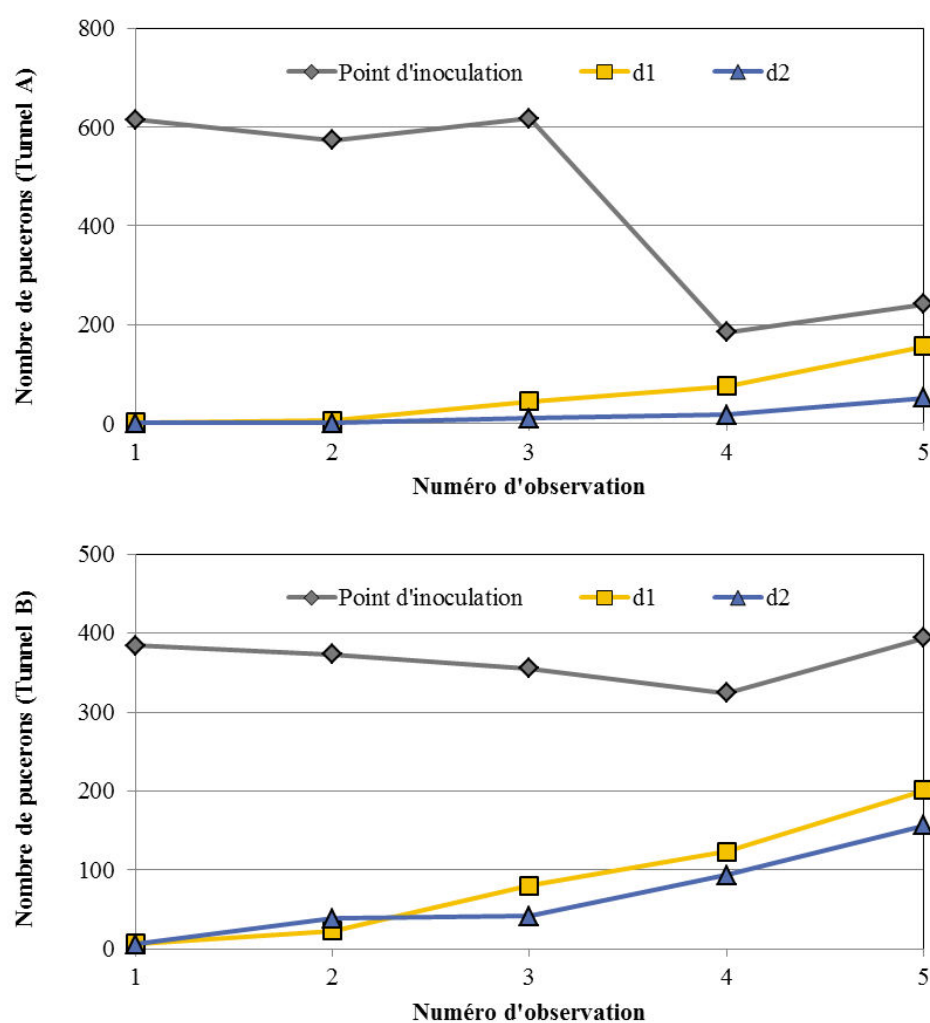 800
Point d'inoculation d1 d2
600
400
200
0
1 2 3 4 5
Numéro d'observation
Nombre de pucerons (Tunnel A)
500
Point d'inoculation d1 d2
400
300
200
100
0
1 2 3 4 5
Numéro d'observation
Nombre de pucerons (Tunnel B)